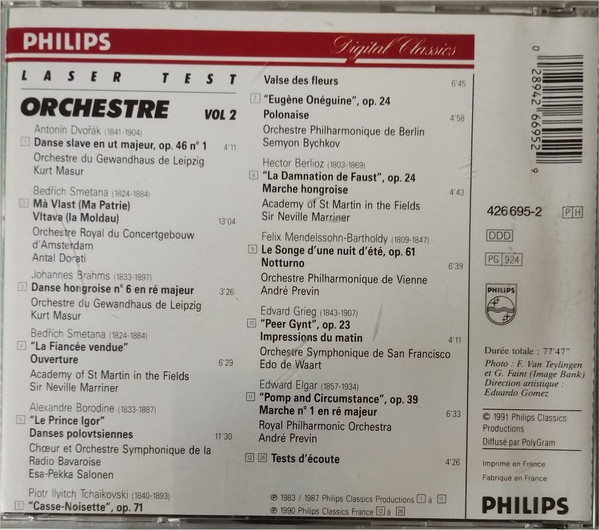 PHILIPS
Digital Classics
LASER TEST
ORCHESTRE VOL 2
Antonín Dvořák (1841-1904)
1 Danse slave en ut majeur, op. 46 n° 1 4'11
Orchestre du Gewandhaus de Leipzig
Kurt Masur
Bedřich Smetana (1824-1884)
2 Mà Vlast (Ma Patrie)
Vltava (la Moldau) 13'04
Orchestre Royal du Concertgebouw
d'Amsterdam
Antal Dorati
Johannes Brahms (1833-1897)
3 Danse hongroise n° 6 en ré majeur 3'26
Orchestre du Gewandhaus de Leipzig
Kurt Masur
Bedřich Smetana (1824-1884)
4 "La Fiancée vendue"
Ouverture 6'29
Academy of St Martin in the Fields
Sir Neville Marriner
Alexandre Borodine (1833-1887)
5 "Le Prince Igor"
Danses polovtsiennes 11'30
Chœur et Orchestre Symphonique de la
Radio Bavaroise
Esa-Pekka Salonen
Piotr Ilyitch Tchaikovski (1840-1893)
6 "Casse-Noisette", op. 71
Valse des fleurs 6'45
7 "Eugène Onéguine", op. 24
Polonaise 4'58
Orchestre Philharmonique de Berlin
Semyon Bychkov
Hector Berlioz (1803-1869)
8 "La Damnation de Faust", op. 24
Marche hongroise 4'43
Academy of St Martin in the Fields
Sir Neville Marriner
Felix Mendelssohn-Bartholdy (1809-1847)
9 "Le Songe d'une nuit d'été, op. 61
Notturno 6'39
Orchestre Philharmonique de Vienne
André Previn
Edvard Grieg (1843-1907)
10 "Peer Gynt", op. 23
Impressions du matin 4'11
Orchestre Symphonique de San Francisco
Edo de Waart
Edward Elgar (1857-1934)
11 "Pomp and Circumstance", op. 39
Marche n° 1 en ré majeur 6'33
Royal Philharmonic Orchestra
André Previn
12 26 Tests d'écoute 4'26
℗ 1983 / 1987 Philips Classics Productions 1 à 11
℗ 1990 Philips Classics France 12 à 26
0 28942 66952 9
426 695-2 PH
DDD
PG 924
PHILIPS
Durée totale : 77'47"
Photo : F. Van Teylingen
et G. Faint (Image Bank)
Direction artistique :
Eduardo Gomez
© 1991 Philips Classics
Productions
Diffusé par PolyGram
Imprimé en France
Fabriqué en France
PHILIPS